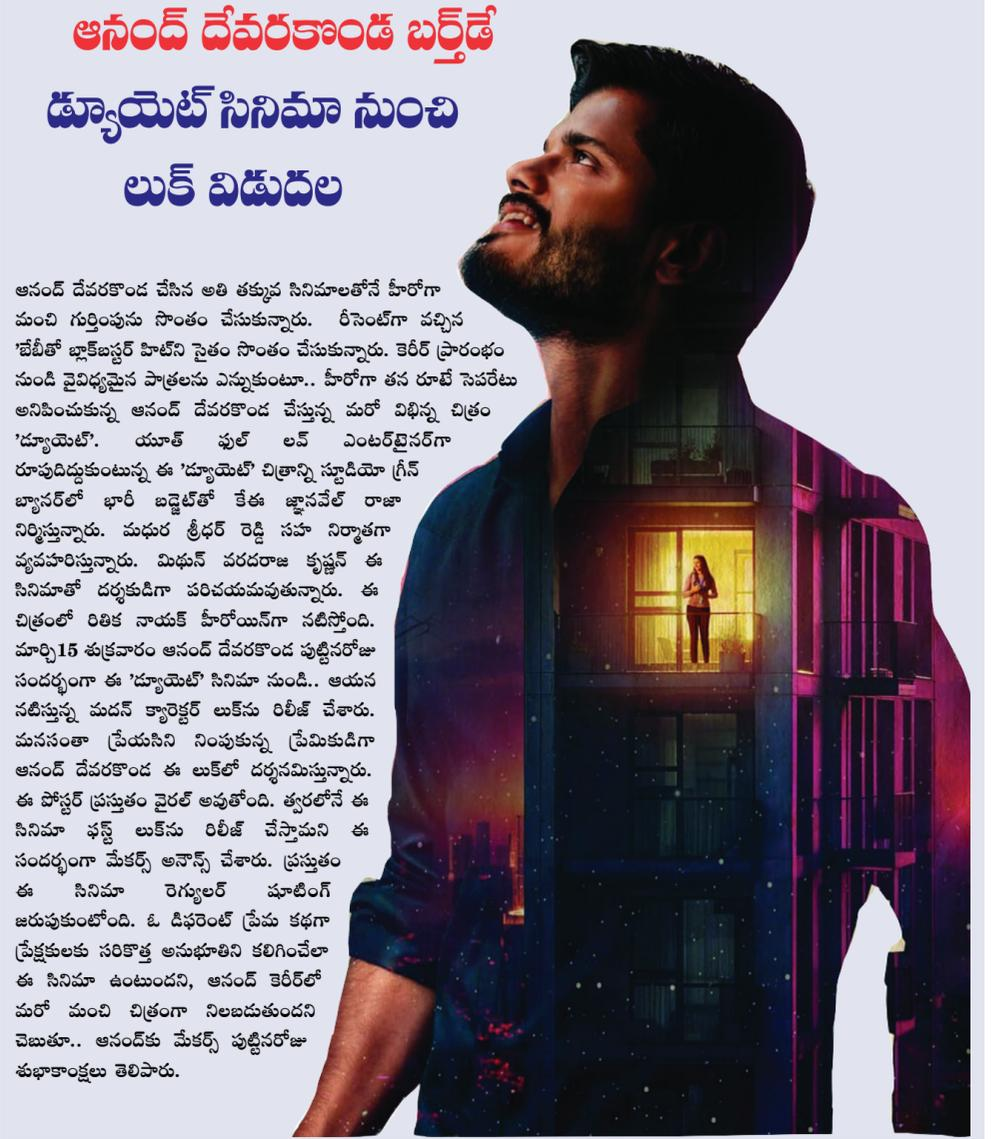 ఆనంద్ దేవరకొండ బర్త్‌డే
డ్యూయెట్ సినిమా నుంచి
లుక్ విడుదల
ఆనంద్ దేవరకొండ చేసిన అతి తక్కువ సినిమాలతోనే హీరోగా
మంచి గుర్తింపును సొంతం చేసుకున్నారు. రీసెంట్‌గా వచ్చిన
'బేబీతో బ్లాక్‌బస్టర్ హిట్‌ని సైతం సొంతం చేసుకున్నారు. కెరీర్ ప్రారంభం
నుండి వైవిధ్యమైన పాత్రలను ఎన్నుకుంటూ.. హీరోగా తన రూటే సెపరేటు
అనిపించుకున్న ఆనంద్ దేవరకొండ చేస్తున్న మరో విభిన్న చిత్రం
'డ్యూయెట్'. యూత్ ఫుల్ లవ్ ఎంటర్‌టైనర్‌గా
రూపుదిద్దుకుంటున్న ఈ 'డ్యూయెట్' చిత్రాన్ని స్టూడియో గ్రీన్
బ్యానర్‌లో భారీ బడ్జెట్‌తో కేఈ జ్ఞానవేల్ రాజా
నిర్మిస్తున్నారు. మధుర శ్రీధర్ రెడ్డి సహ నిర్మాతగా
వ్యవహరిస్తున్నారు. మిథున్ వరదరాజ కృష్ణన్ ఈ
సినిమాతో దర్శకుడిగా పరిచయమవుతున్నారు. ఈ
చిత్రంలో రితిక నాయక్ హీరోయిన్‌గా నటిస్తోంది.
మార్చి15 శుక్రవారం ఆనంద్ దేవరకొండ పుట్టినరోజు
సందర్భంగా ఈ 'డ్యూయెట్' సినిమా నుండి.. ఆయన
నటిస్తున్న మదన్ క్యారెక్టర్ లుక్‌ను రిలీజ్ చేశారు.
మనసంతా ప్రేయసిని నింపుకున్న ప్రేమికుడిగా
ఆనంద్ దేవరకొండ ఈ లుక్‌లో దర్శనమిస్తున్నారు.
ఈ పోస్టర్ ప్రస్తుతం వైరల్ అవుతోంది. త్వరలోనే ఈ
సినిమా ఫస్ట్ లుక్‌ను రిలీజ్ చేస్తామని ఈ
సందర్భంగా మేకర్స్ అనౌన్స్ చేశారు. ప్రస్తుతం
ఈ సినిమా రెగ్యులర్ షూటింగ్
జరుపుకుంటోంది. ఓ డిఫరెంట్ ప్రేమ కథగా
ప్రేక్షకులకు సరికొత్త అనుభూతిని కలిగించేలా
ఈ సినిమా ఉంటుందని, ఆనంద్ కెరీర్‌లో
మరో మంచి చిత్రంగా నిలబడుతుందని
చెబుతూ.. ఆనంద్‌కు మేకర్స్ పుట్టినరోజు
శుభాకాంక్షలు తెలిపారు.